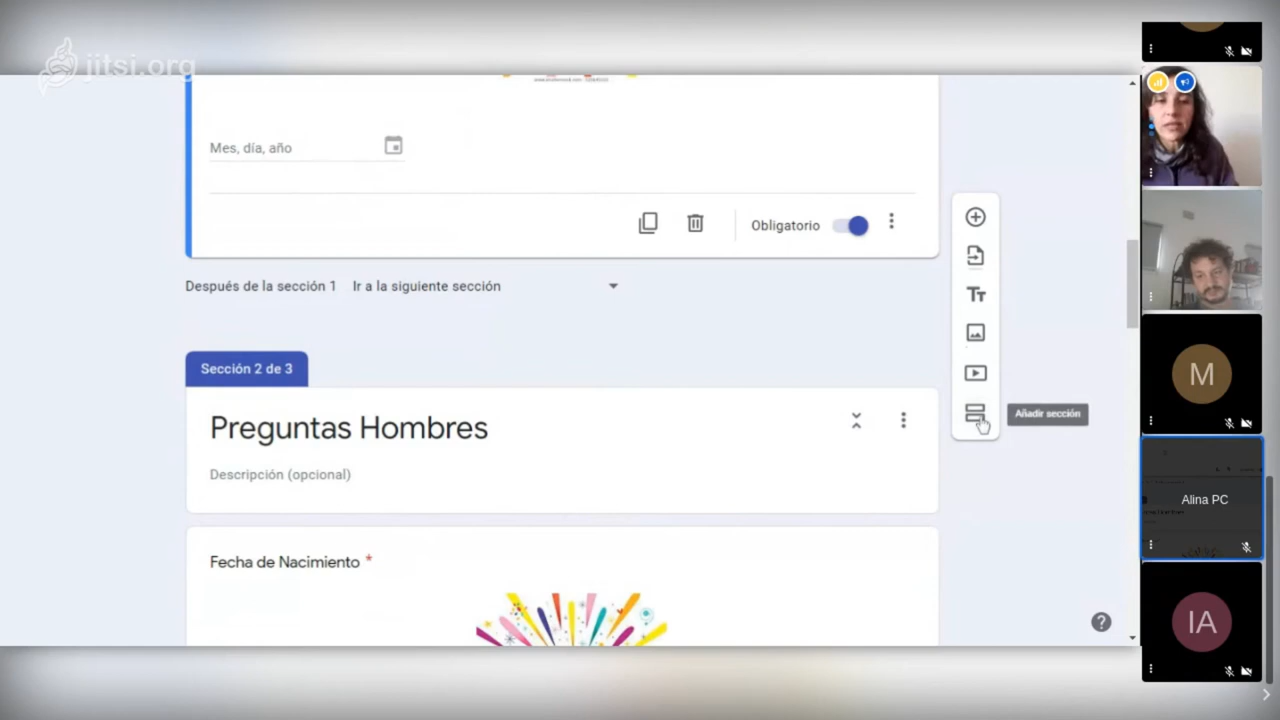 jitsi.org
Mes, día, año
Obligatorio
Después de la sección 1 Ir a la siguiente sección
Sección 2 de 3
Preguntas Hombres
Añadir sección
Descripción (opcional)
Fecha de Nacimiento *
Tт
M
Alina PC
IA